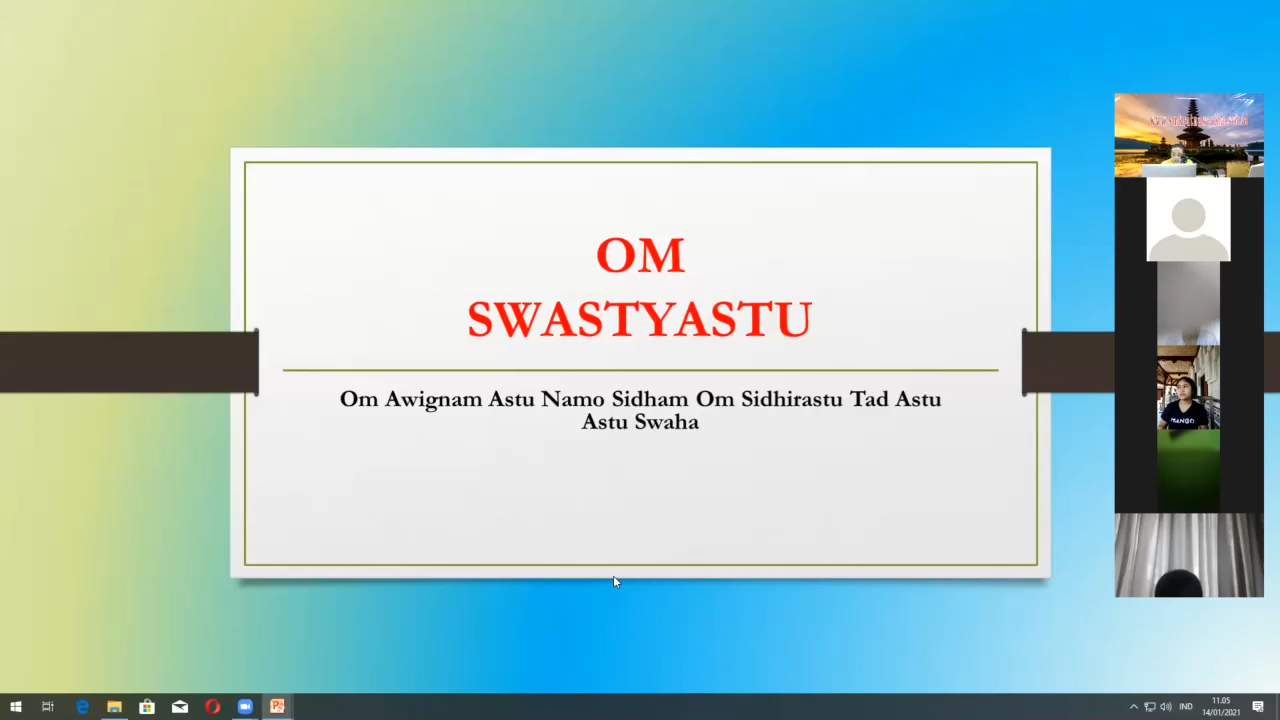 OM
SWASTYASTU
Om Awignam Astu Namo Sidham Om Sidhirastu Tad Astu
Astu Swaha
IND
11.05
14/01/2021